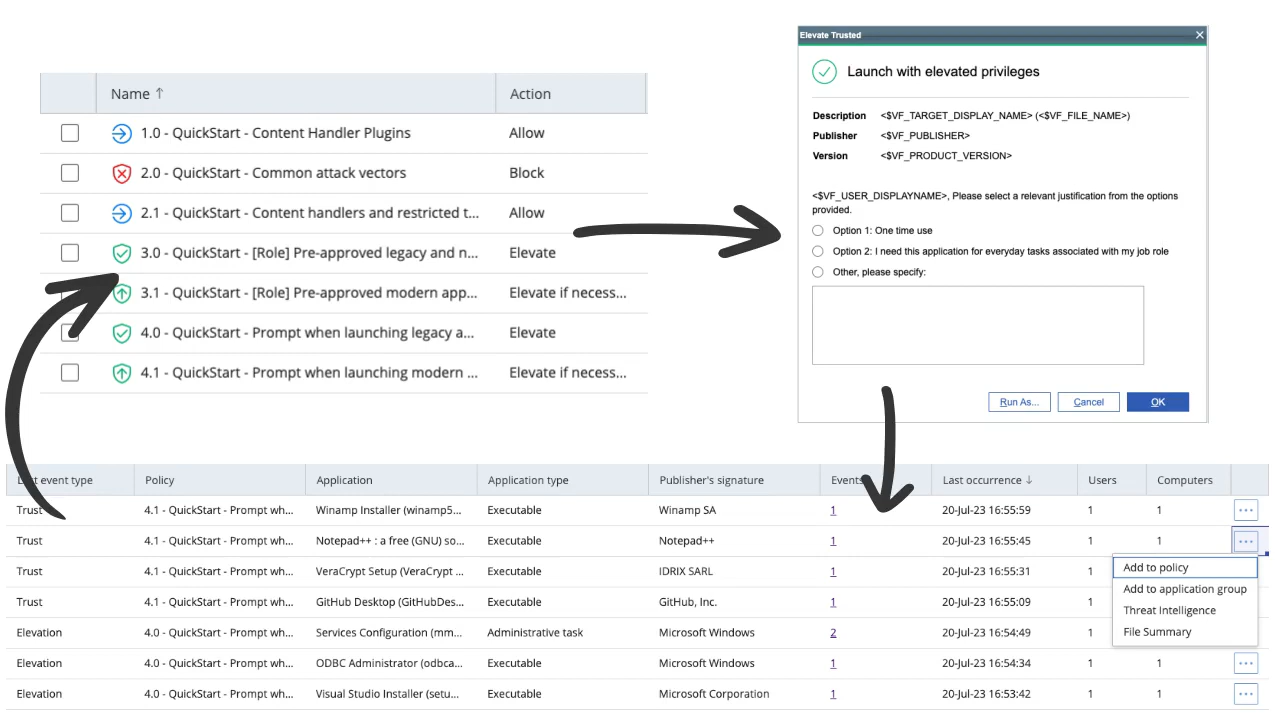 Name ↑ Action
1.0 - QuickStart - Content Handler Plugins Allow
2.0 - QuickStart - Common attack vectors Block
2.1 - QuickStart - Content handlers and restricted t... Allow
3.0 - QuickStart - [Role] Pre-approved legacy and n... Elevate
3.1 - QuickStart - [Role] Pre-approved modern app... Elevate if necess...
4.0 - QuickStart - Prompt when launching legacy a... Elevate
4.1 - QuickStart - Prompt when launching modern ... Elevate if necess...
Elevate Trusted
Launch with elevated privileges
Description <$VF_TARGET_DISPLAY_NAME> (<$VF_FILE_NAME>)
Publisher <$VF_PUBLISHER>
Version <$VF_PRODUCT_VERSION>
<$VF_USER_DISPLAYNAME>, Please select a relevant justification from the options
provided.
Option 1: One time use
Option 2: I need this application for everyday tasks associated with my job role
Other, please specify:
Run As... Cancel OK
event type Policy Application Application type Publisher's signature Events Last occurrence ↓ Users Computers
Trust 4.1 - QuickStart - Prompt wh... Winamp Installer (winamp5... Executable Winamp SA 1 20-Jul-23 16:55:59 1 1
Trust 4.1 - QuickStart - Prompt wh... Notepad++ : a free (GNU) so... Executable Notepad++ 1 20-Jul-23 16:55:45 1 1
Trust 4.1 - QuickStart - Prompt wh... VeraCrypt Setup (VeraCrypt ... Executable IDRIX SARL 1 20-Jul-23 16:55:31 1
Trust 4.1 - QuickStart - Prompt wh... GitHub Desktop (GitHubDes... Executable GitHub, Inc. 1 20-Jul-23 16:55:09 1
Elevation 4.0 - QuickStart - Prompt wh... Services Configuration (mm... Administrative task Microsoft Windows 2 20-Jul-23 16:54:49 1
Elevation 4.0 - QuickStart - Prompt wh... ODBC Administrator (odbca... Executable Microsoft Windows 1 20-Jul-23 16:54:34 1 1
Elevation 4.0 - QuickStart - Prompt wh... Visual Studio Installer (setu... Executable Microsoft Corporation 1 20-Jul-23 16:53:42 1 1
Add to policy
Add to application group
Threat Intelligence
File Summary